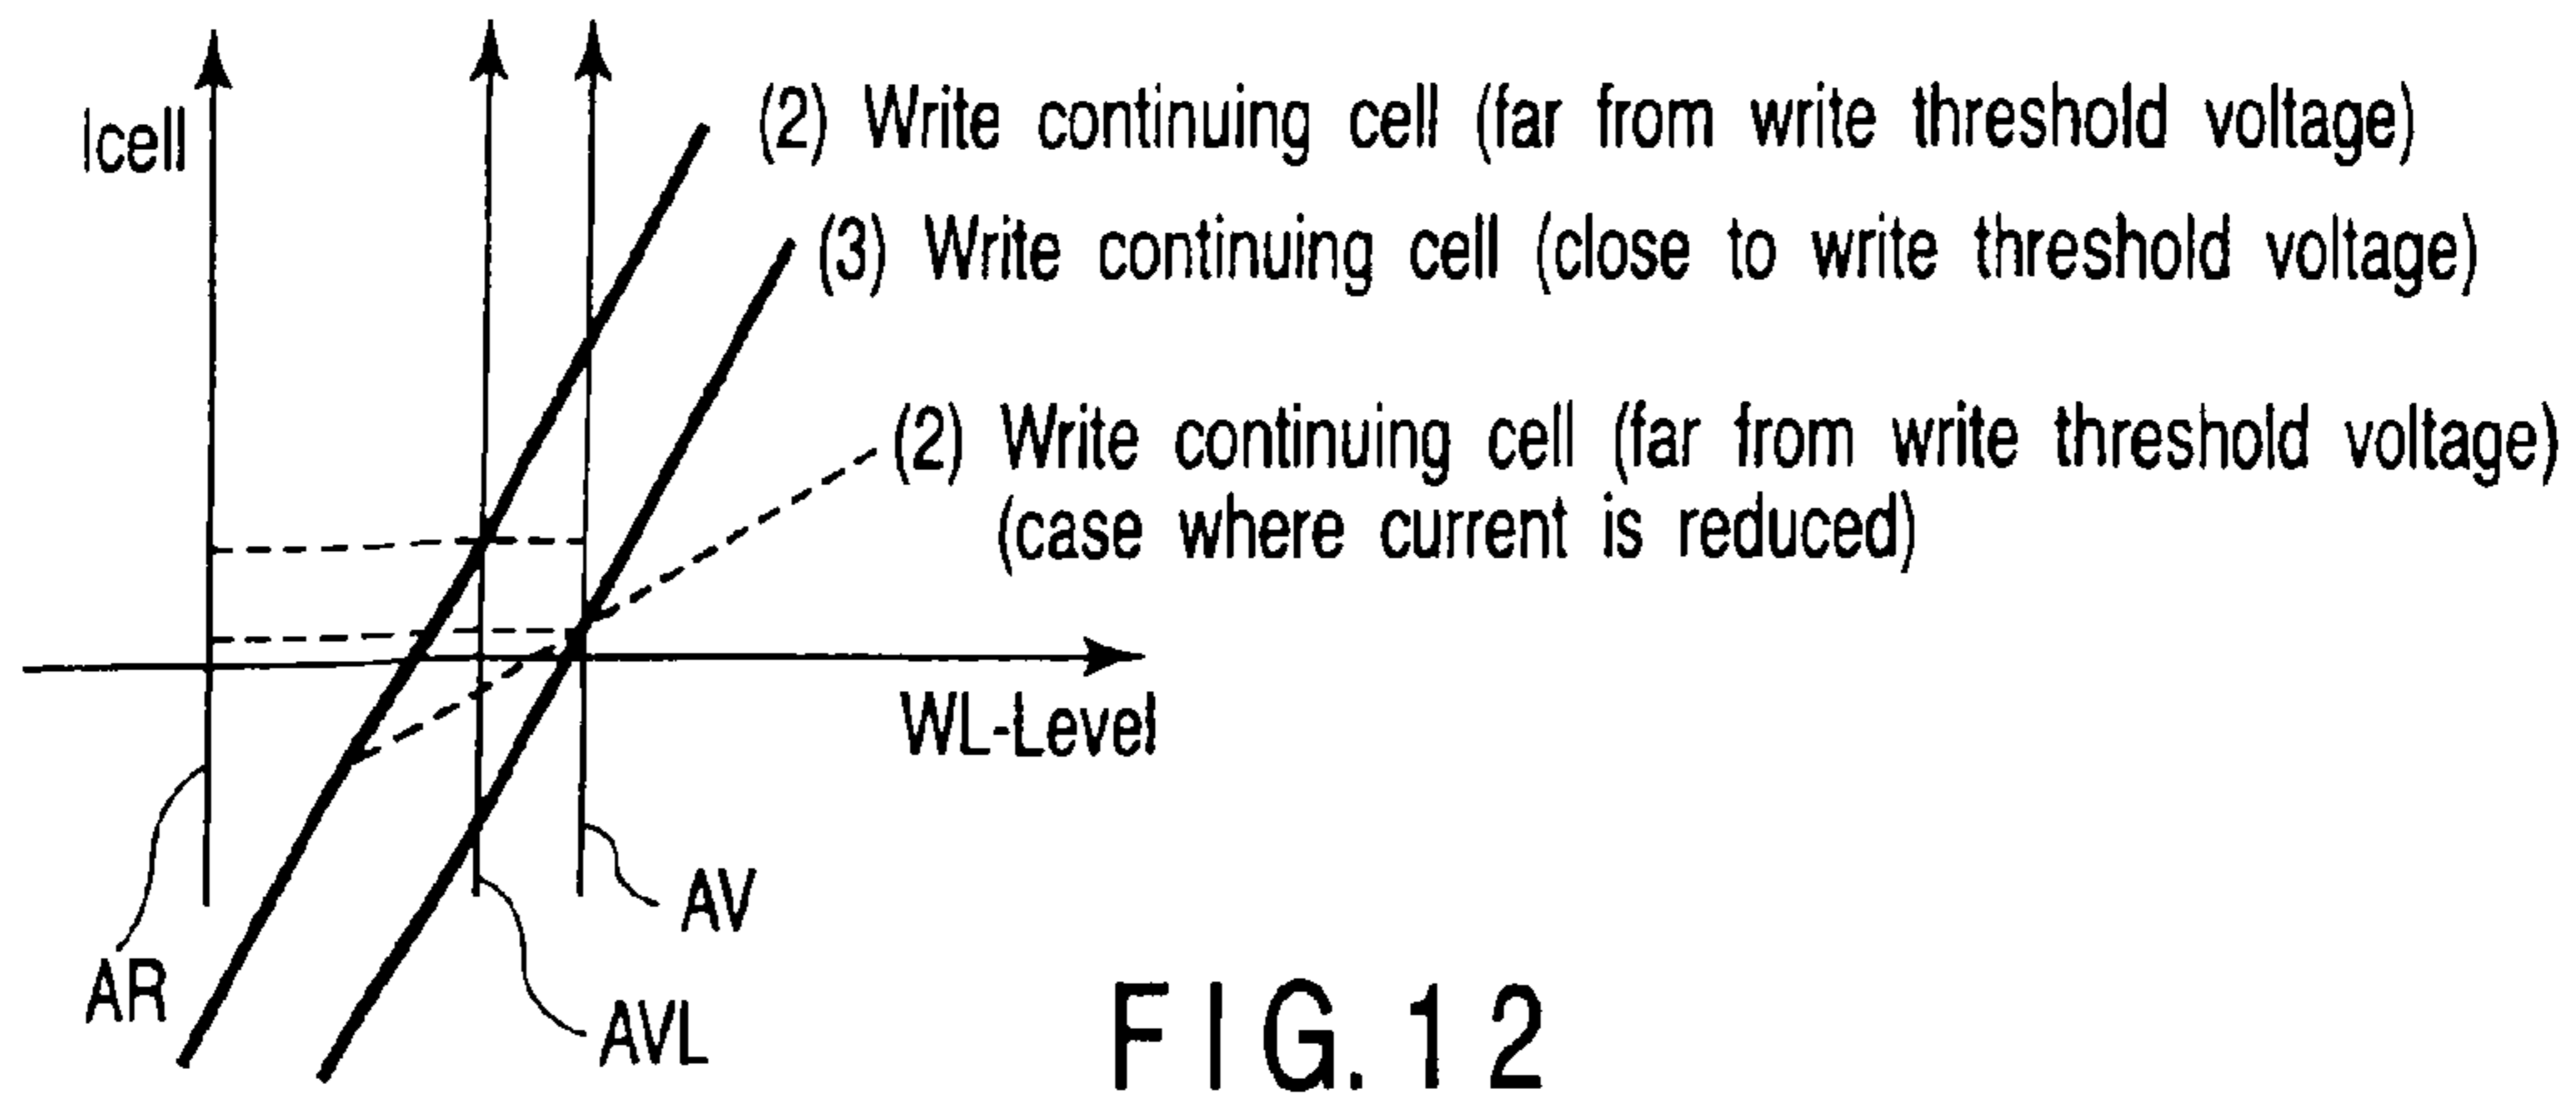 Icell
(2) Write continuing cell (far from write threshold voltage)
(3) Write continuing cell (close to write threshold voltage)
(2) Write continuing cell (far from write threshold voltage)
(case where current is reduced)
WL-Level
AV
AR
AVL
FIG.12